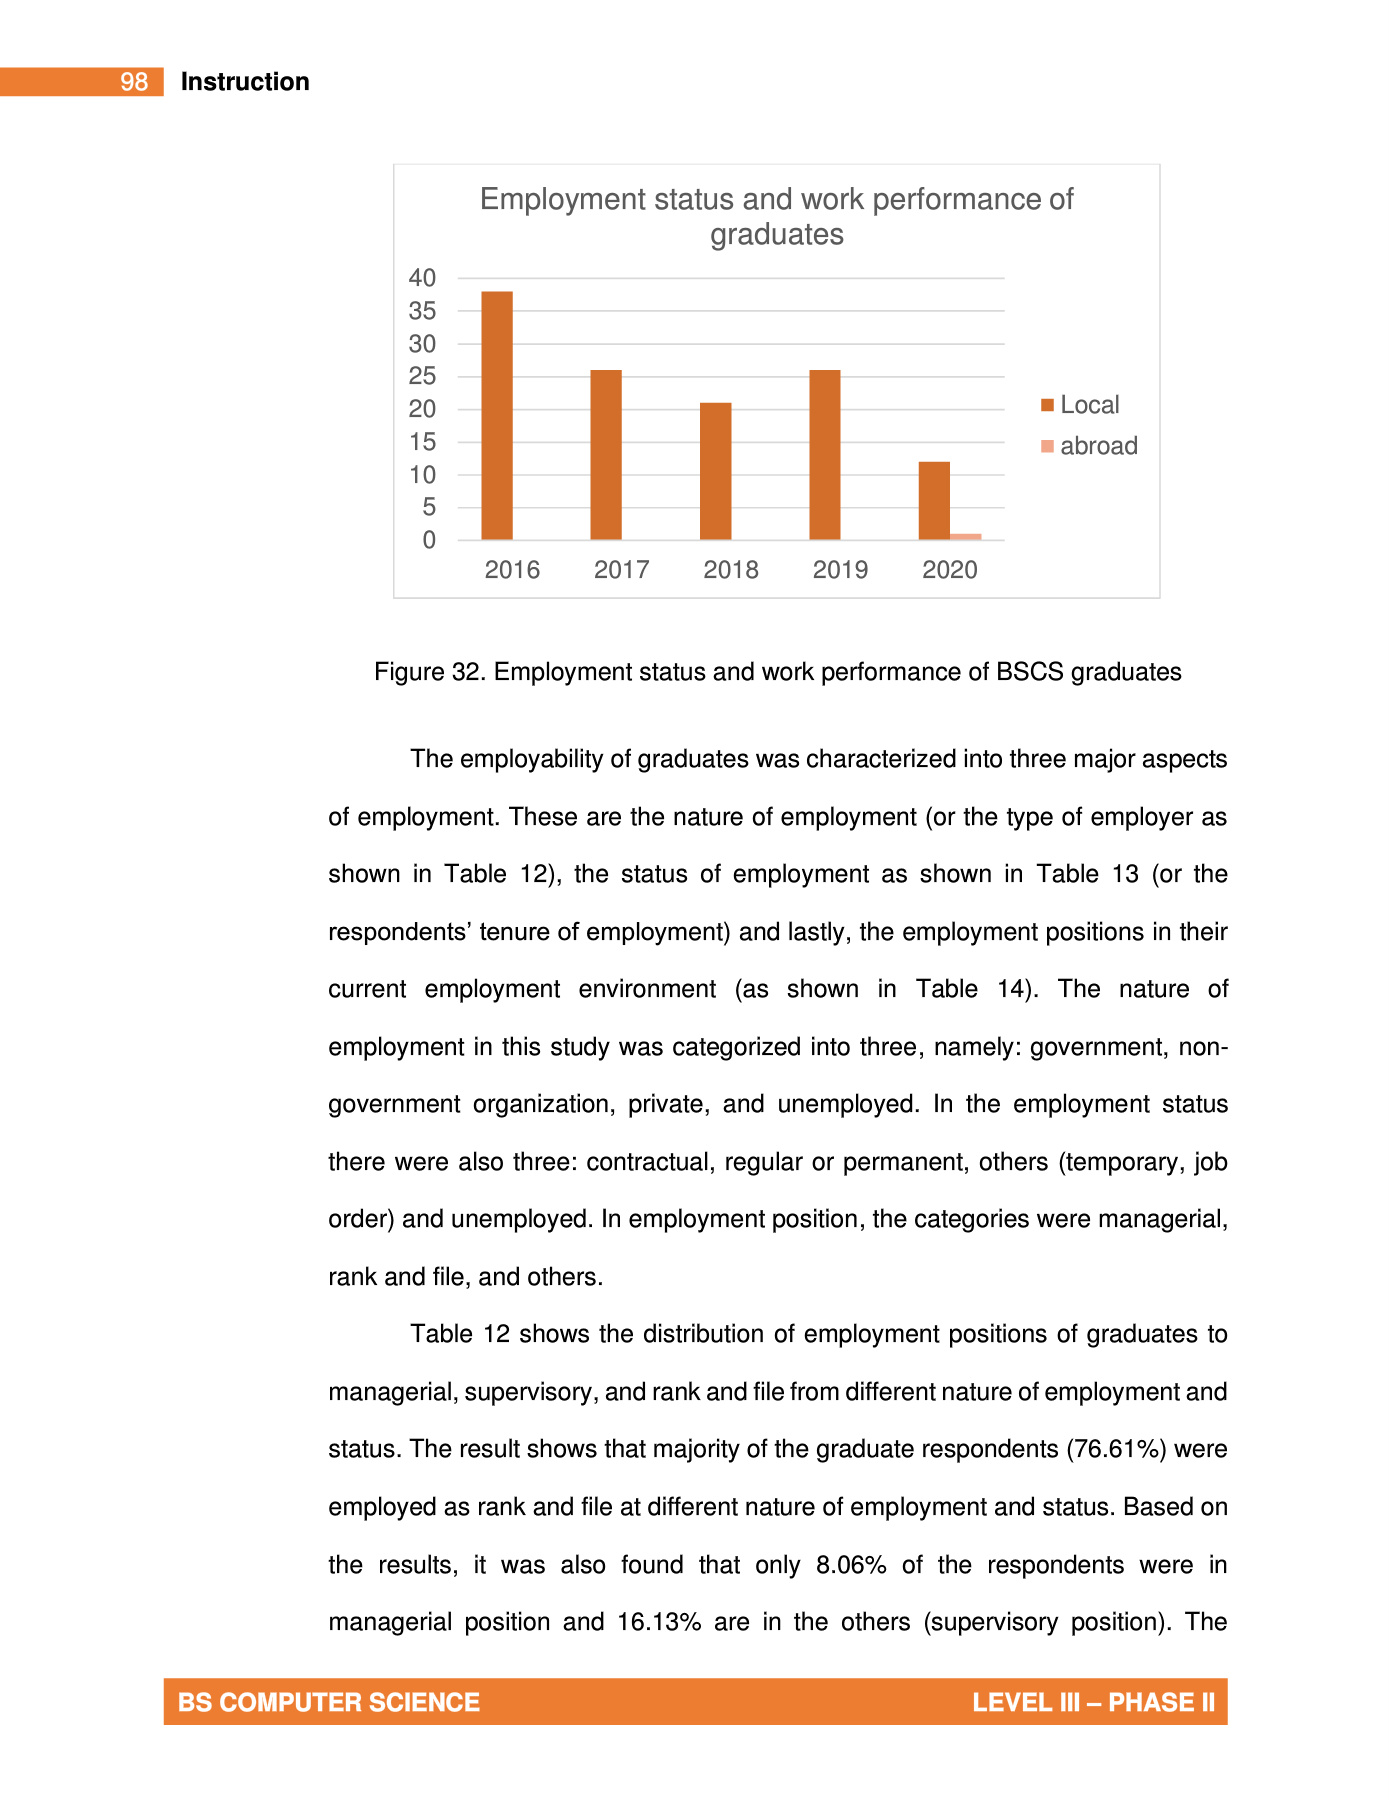 98 Instruction
Employment status and work performance of
graduates
40
35
30
25
20
15
10
5
0
2016 2017 2018 2019 2020
Local
abroad
Figure 32. Employment status and work performance of BSCS graduates
The employability of graduates was characterized into three major aspects
of employment. These are the nature of employment (or the type of employer as
shown in Table 12), the status of employment as shown in Table 13 (or the
respondents’ tenure of employment) and lastly, the employment positions in their
current employment environment (as shown in Table 14). The nature of
employment in this study was categorized into three, namely: government, non-
government organization, private, and unemployed. In the employment status
there were also three: contractual, regular or permanent, others (temporary, job
order) and unemployed. In employment position, the categories were managerial,
rank and file, and others.
Table 12 shows the distribution of employment positions of graduates to
managerial, supervisory, and rank and file from different nature of employment and
status. The result shows that majority of the graduate respondents (76.61%) were
employed as rank and file at different nature of employment and status. Based on
the results, it was also found that only 8.06% of the respondents were in
managerial position and 16.13% are in the others (supervisory position). The
BS COMPUTER SCIENCE LEVEL III – PHASE II